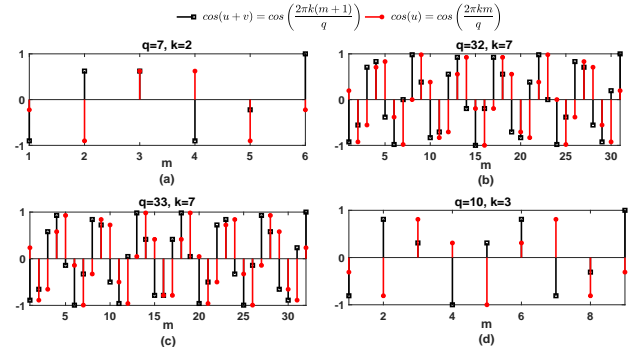 cos(u + v) = cos (2πk(m + 1)/q) cos(u) = cos (2πkm/q)
q=7, k=2
1
0
-1
1 2 3 4 5 6
m
(a)
q=32, k=7
1
0
-1
5 10 15 20 25 30
m
(b)
q=33, k=7
1
0
-1
5 10 15 20 25 30
m
(c)
q=10, k=3
1
0
-1
2 4 6 8
m
(d)